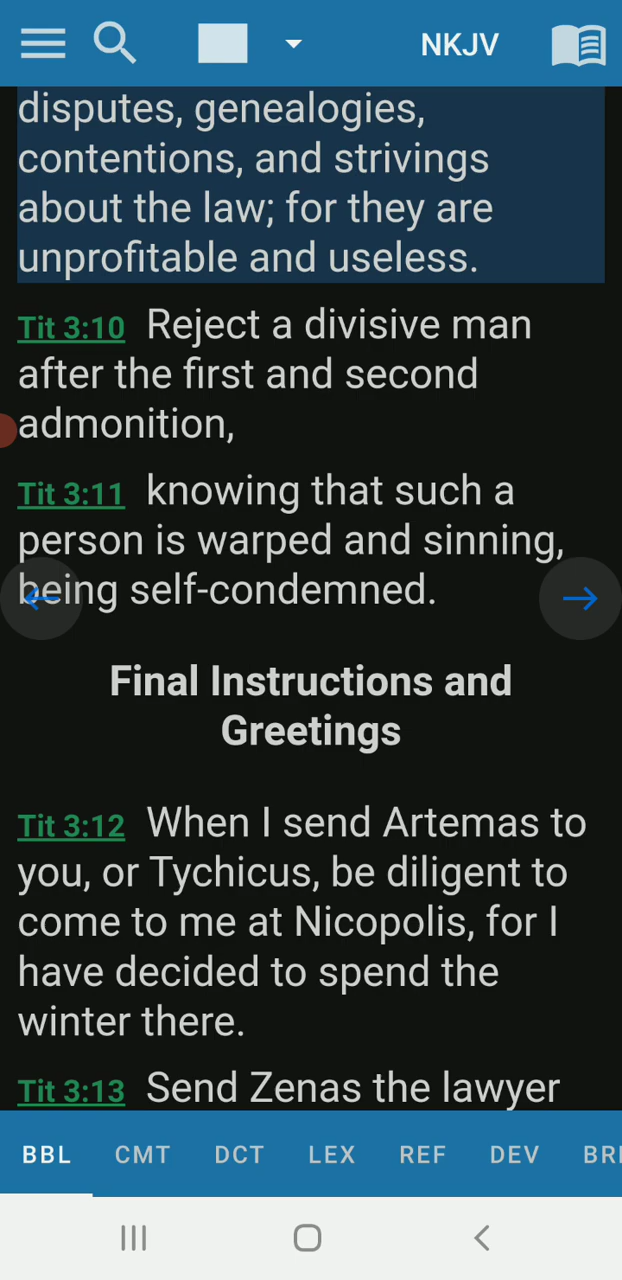 NKJV
disputes, genealogies,
contentions, and strivings
about the law; for they are
unprofitable and useless.
Tit 3:10 Reject a divisive man
after the first and second
admonition,
Tit 3:11 knowing that such a
person is warped and sinning,
being self-condemned.
Final Instructions and
Greetings
Tit 3:12 When I send Artemas to
you, or Tychicus, be diligent to
come to me at Nicopolis, for I
have decided to spend the
winter there.
Tit 3:13 Send Zenas the lawyer
BBL CMT DCT LEX REF DEV BRI